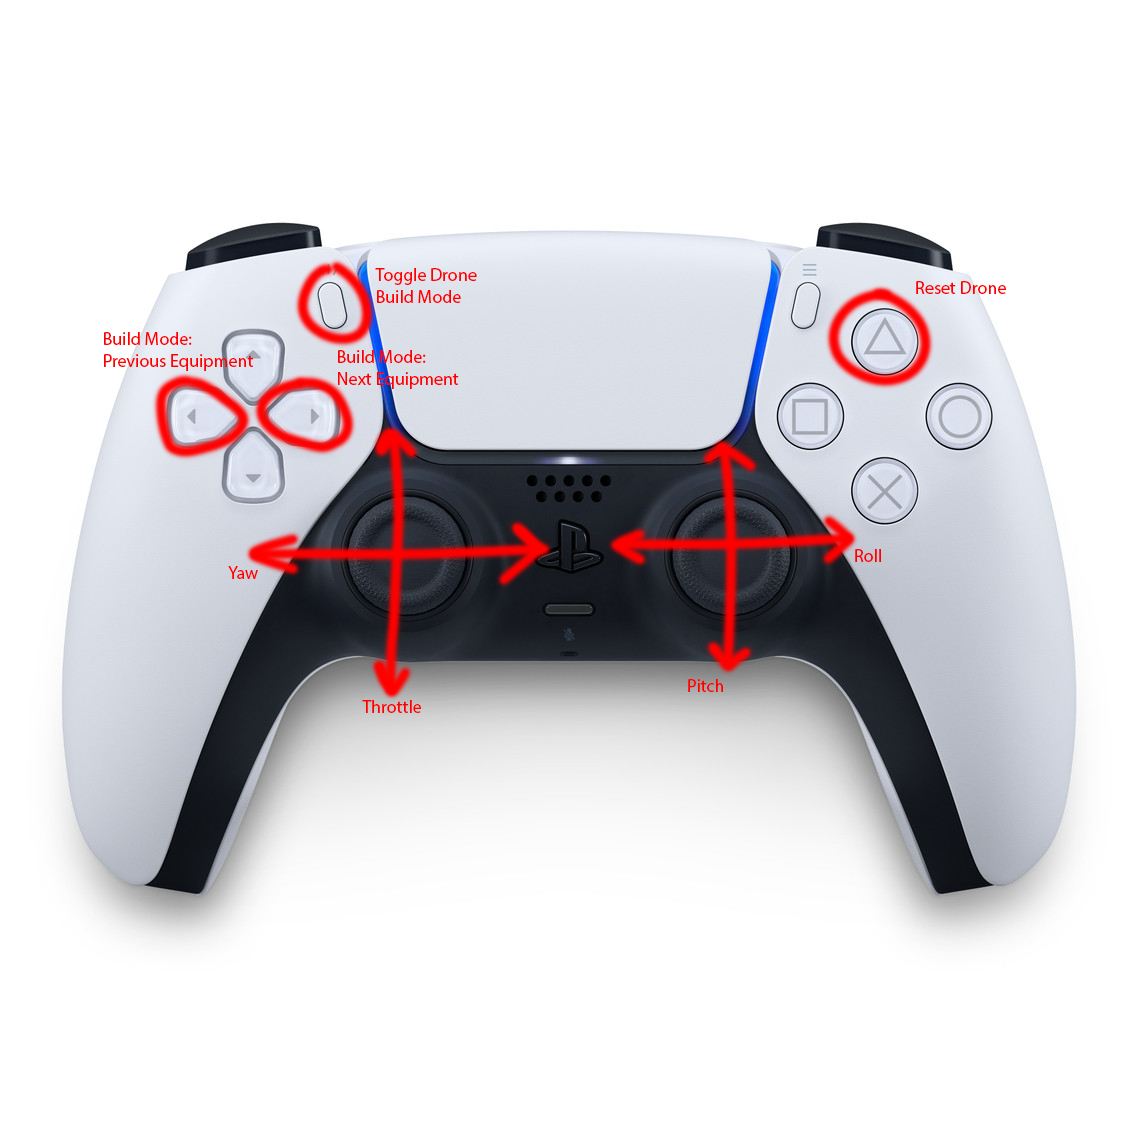 Toggle Drone
Build Mode
Reset Drone
Build Mode:
Previous Equipment
Build Mode:
Next Equipment
Yaw
Roll
Throttle
Pitch